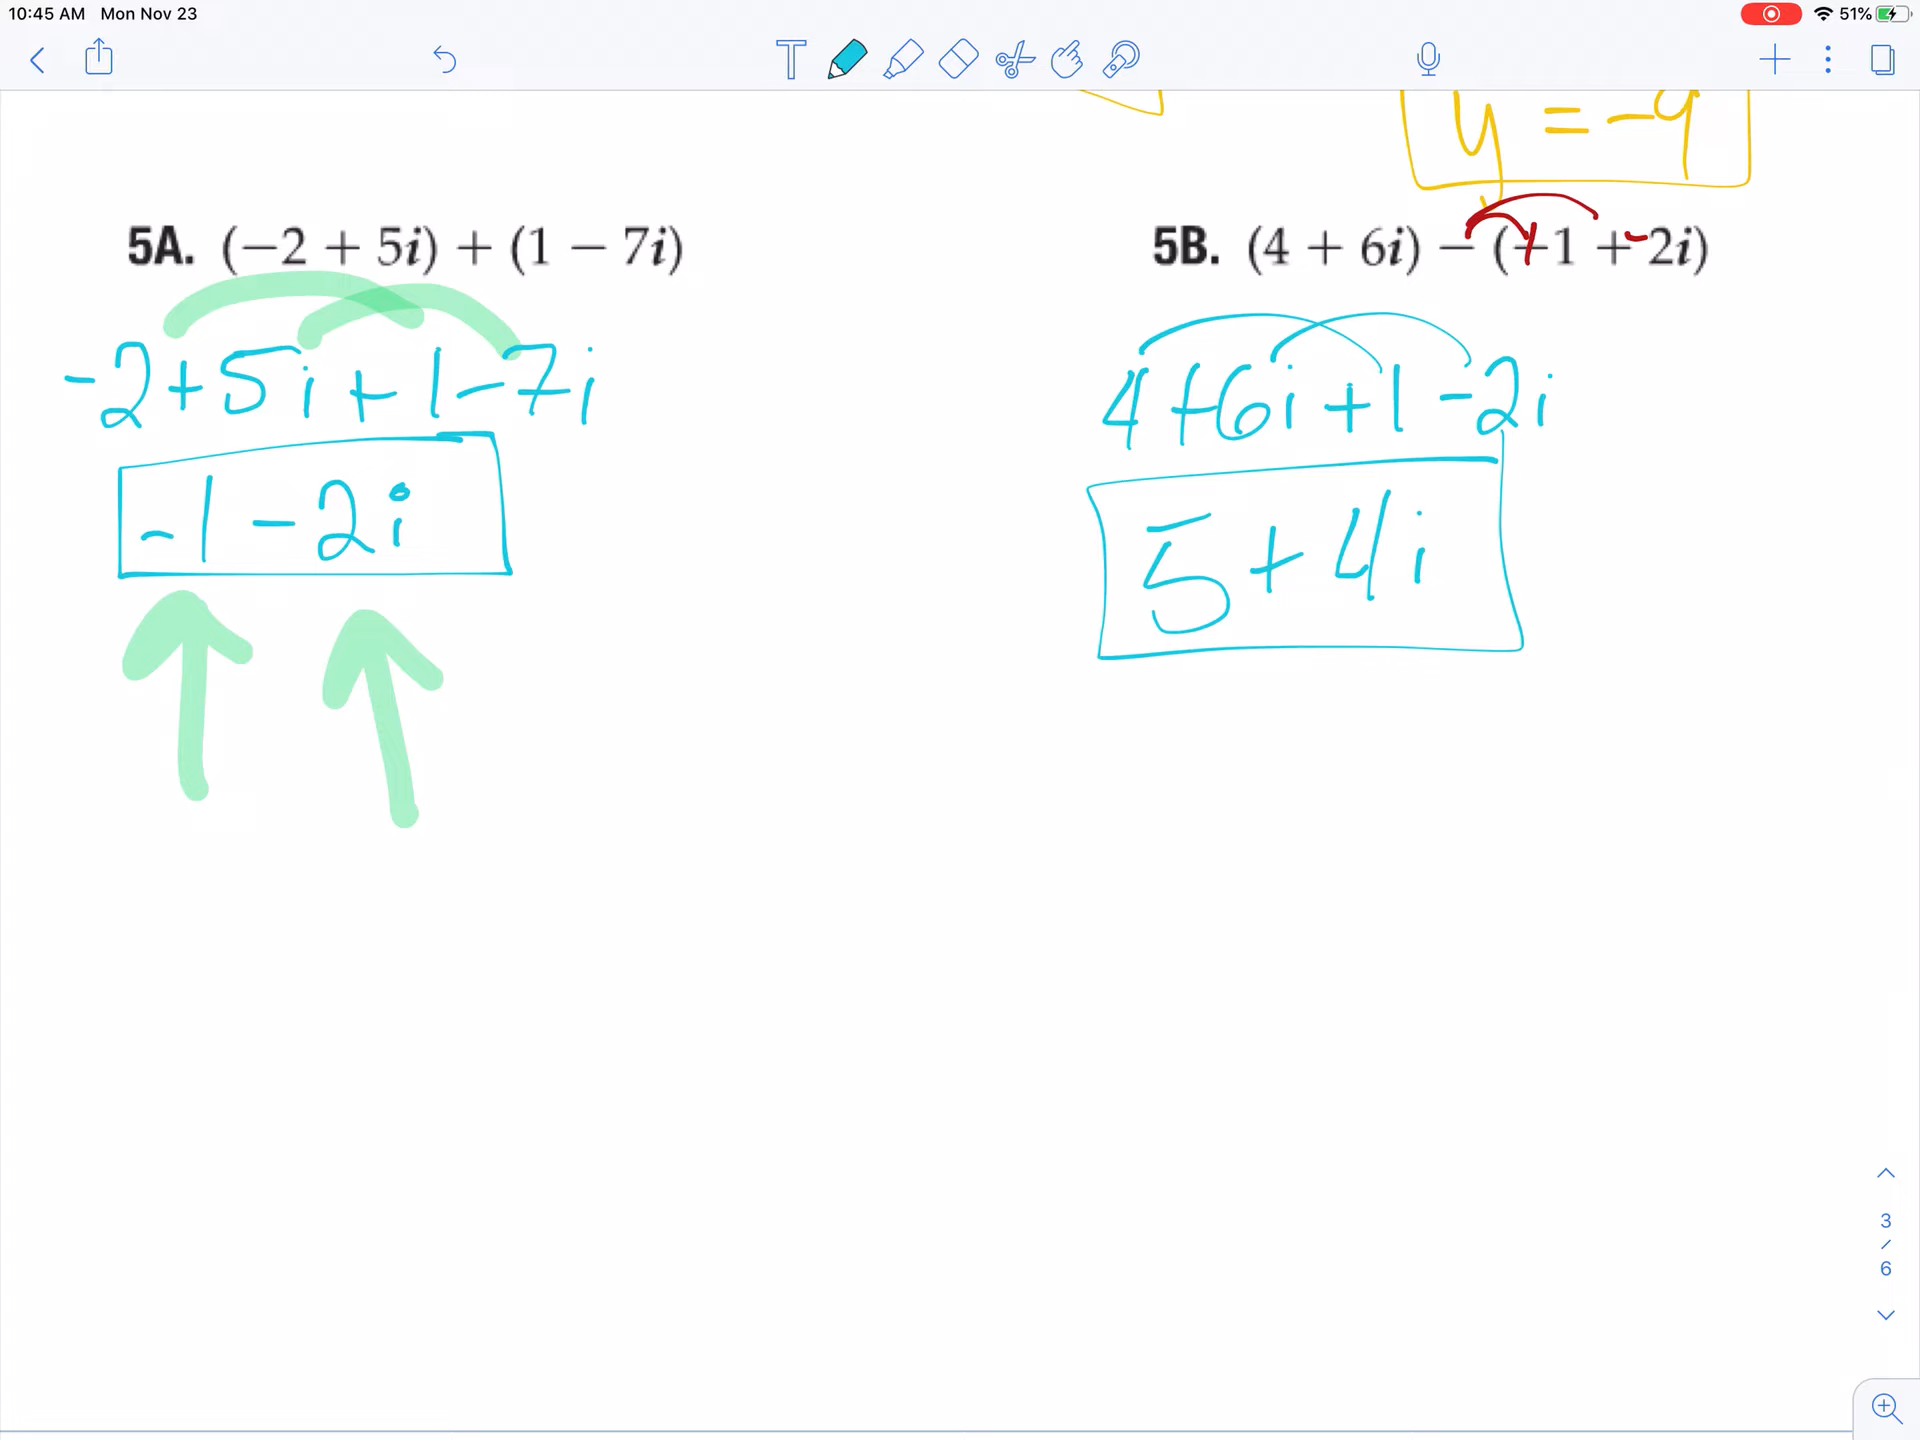 10:45 AM Mon Nov 23
51%
T
y = -9
5A. (−2 + 5i) + (1 − 7i)
5B. (4 + 6i) − (−1 + 2i)
-2+5i+1-7i
4+6i+1-2i
-1-2i
5+4i
3
/
6